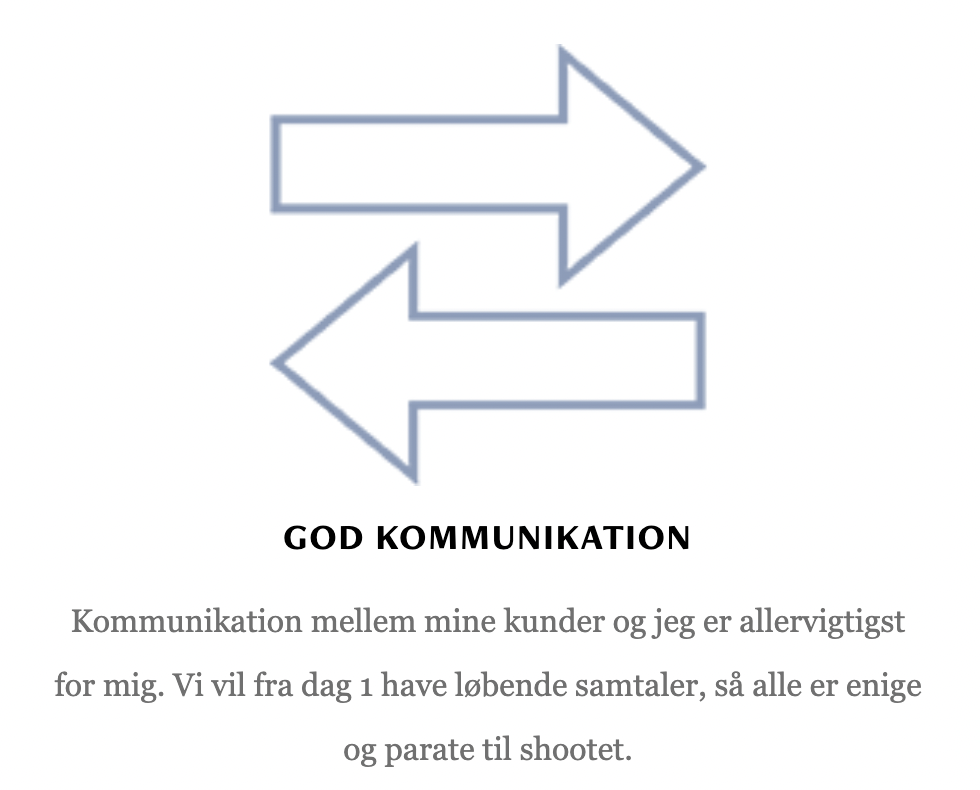 GOD KOMMUNIKATION
Kommunikation mellem mine kunder og jeg er allervigtigst
for mig. Vi vil fra dag 1 have løbende samtaler, så alle er enige
og parate til shootet.